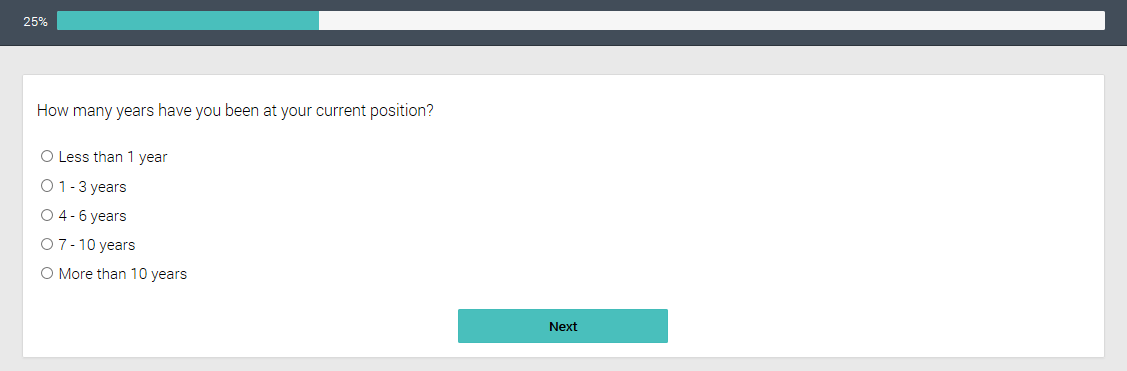 25%
How many years have you been at your current position?
Less than 1 year
1 - 3 years
4 - 6 years
7 - 10 years
More than 10 years
Next